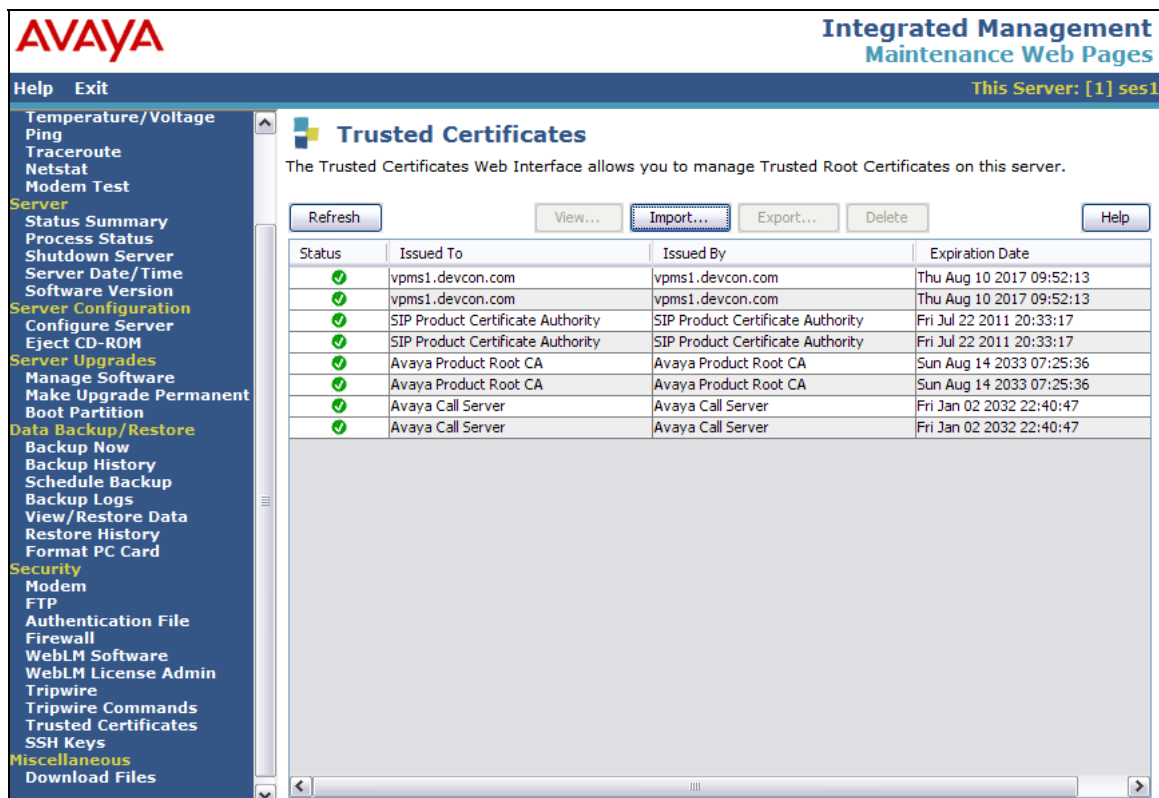 AVAYA
Integrated Management
Maintenance Web Pages
Help Exit
This Server: [1] ses1
Temperature/Voltage
Ping
Traceroute
Netstat
Modem Test
Server
Status Summary
Process Status
Shutdown Server
Server Date/Time
Software Version
Server Configuration
Configure Server
Eject CD-ROM
Server Upgrades
Manage Software
Make Upgrade Permanent
Boot Partition
Data Backup/Restore
Backup Now
Backup History
Schedule Backup
Backup Logs
View/Restore Data
Restore History
Format PC Card
Security
Modem
FTP
Authentication File
Firewall
WebLM Software
WebLM License Admin
Tripwire
Tripwire Commands
Trusted Certificates
SSH Keys
Miscellaneous
Download Files
Trusted Certificates
The Trusted Certificates Web Interface allows you to manage Trusted Root Certificates on this server.
Refresh View... Import... Export... Delete Help
Status Issued To Issued By Expiration Date
vpms1.devcon.com vpms1.devcon.com Thu Aug 10 2017 09:52:13
vpms1.devcon.com vpms1.devcon.com Thu Aug 10 2017 09:52:13
SIP Product Certificate Authority SIP Product Certificate Authority Fri Jul 22 2011 20:33:17
SIP Product Certificate Authority SIP Product Certificate Authority Fri Jul 22 2011 20:33:17
Avaya Product Root CA Avaya Product Root CA Sun Aug 14 2033 07:25:36
Avaya Product Root CA Avaya Product Root CA Sun Aug 14 2033 07:25:36
Avaya Call Server Avaya Call Server Fri Jan 02 2032 22:40:47
Avaya Call Server Avaya Call Server Fri Jan 02 2032 22:40:47